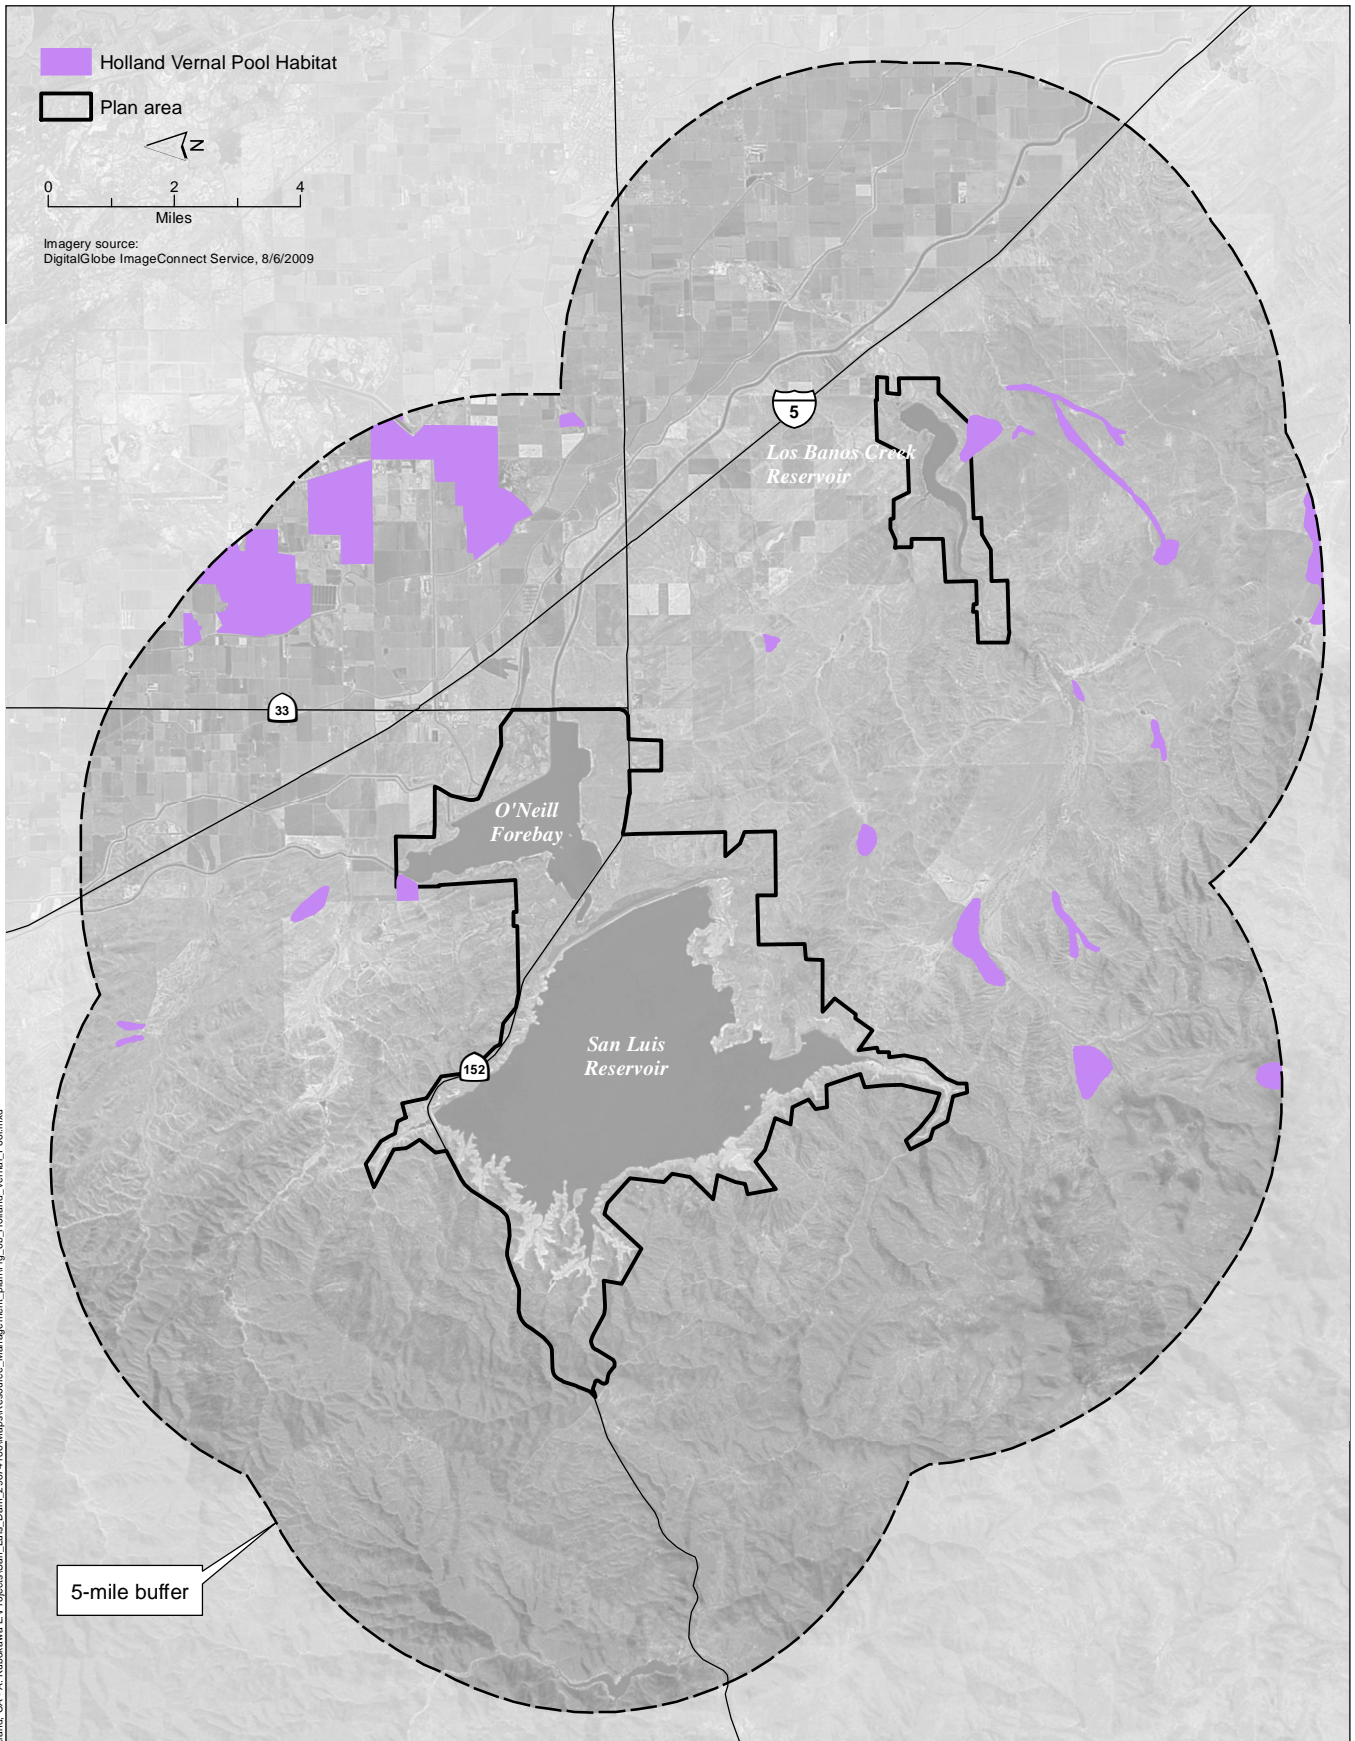 Holland Vernal Pool Habitat
Plan area
N
0 2 4
Miles
Imagery source:
DigitalGlobe ImageConnect Service, 8/6/2009
5
Los Banos Creek
Reservoir
33
O'Neill
Forebay
San Luis
Reservoir
152
5-mile buffer